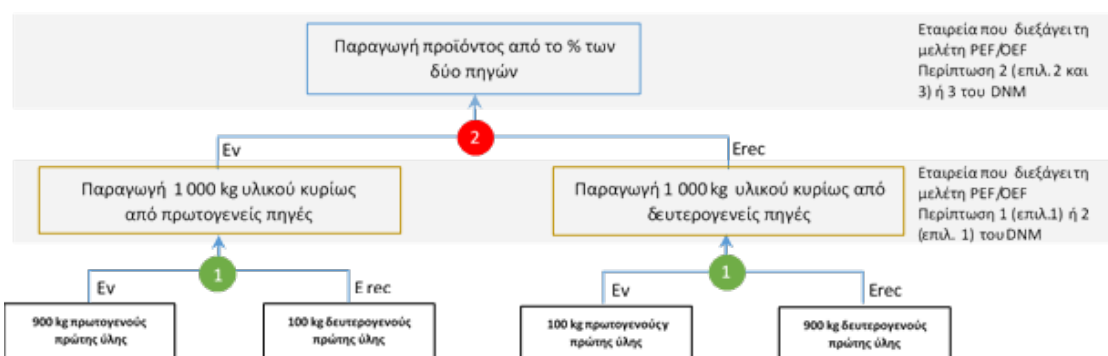 Παραγωγή προϊόντος από το % των
δύο πηγών
Εταιρεία που διεξάγει τη
μελέτη PEF/OEF
Περίπτωση 2 (επιλ. 2 και
3) ή 3 του DNM
2
Ev
Erec
Παραγωγή 1 000 kg υλικού κυρίως
από πρωτογενείς πηγές
Παραγωγή 1 000 kg υλικού κυρίως από
δευτερογενείς πηγές
Εταιρεία που διεξάγει τη
μελέτη PEF/OEF
Περίπτωση 1 (επιλ.1) ή 2
(επιλ. 1) του DNM
1
1
Ev
E rec
Ev
Erec
900 kg πρωτογενούς
πρώτης ύλης
100 kg δευτερογενούς
πρώτης ύλης
100 kg πρωτογενούςγ
πρώτης ύλης
900 kg δευτερογενούς
πρώτης ύλης